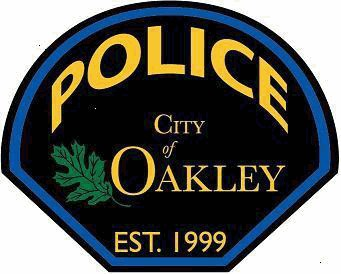 POLICE
CITY
of
OAKLEY
EST. 1999